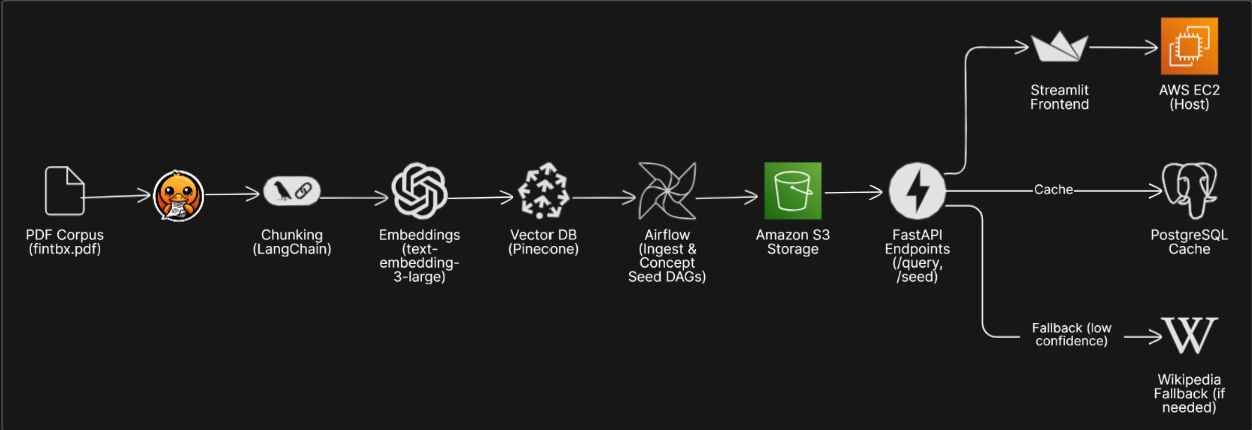 PDF Corpus
(fintbx.pdf)
Chunking
(LangChain)
Embeddings
(text-
embedding-
3-large)
Vector DB
(Pinecone)
Airflow
(Ingest &
Concept
Seed DAGs)
Amazon S3
Storage
FastAPI
Endpoints
(/query,
/seed)
Streamlit
Frontend
AWS EC2
(Host)
Cache
PostgreSQL
Cache
Fallback (low
confidence)
W
Wikipedia
Fallback (if
needed)